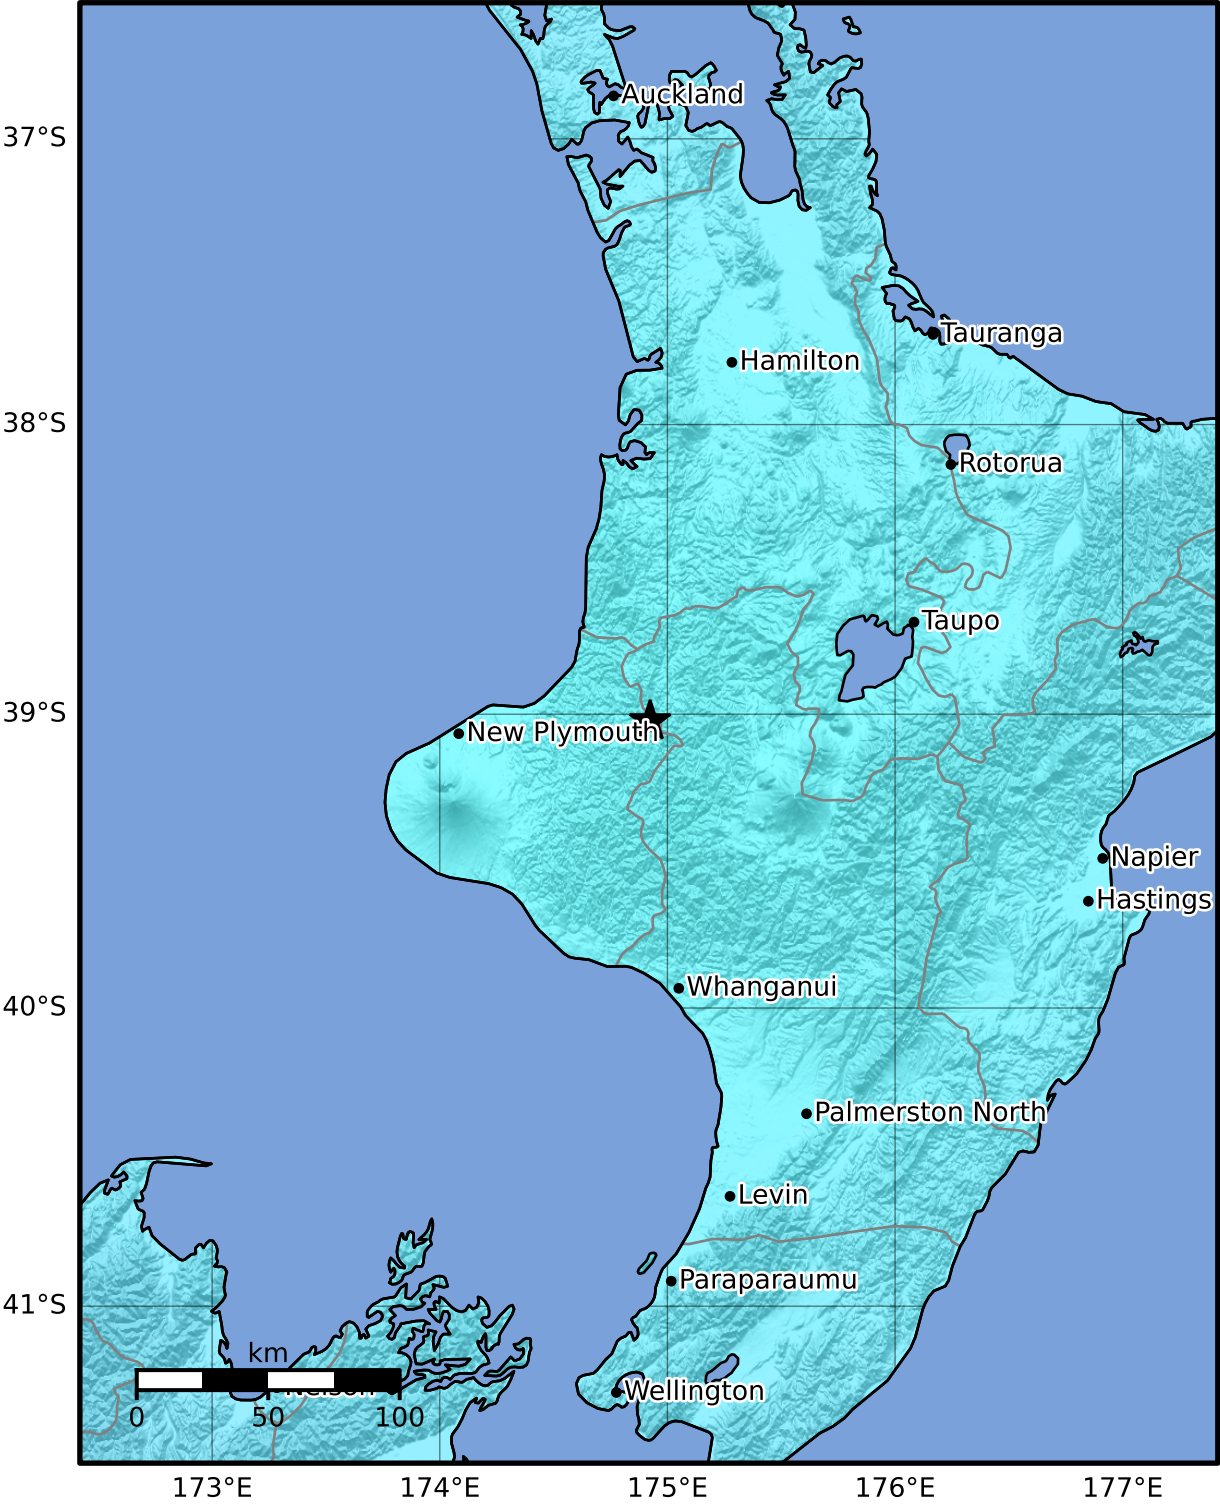 Auckland
37°S
Tauranga
Hamilton
38°S
Rotorua
Taupo
39°S
New Plymouth
Napier
Hastings
Whanganui
40°S
Palmerston North
Levin
Paraparaumu
41°S
km
Nelson
Wellington
0 50 100
173°E 174°E 175°E 176°E 177°E